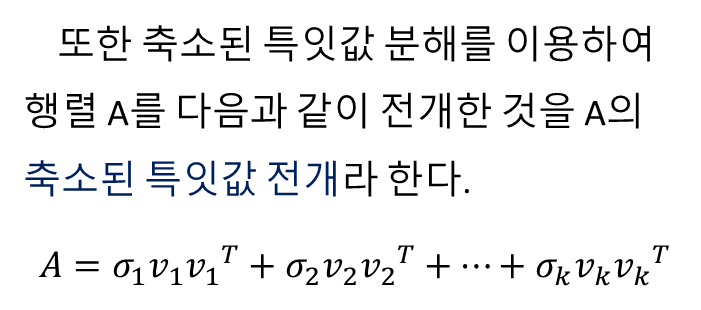 또한 축소된 특잇값 분해를 이용하여
행렬 A를 다음과 같이 전개한 것을 A의
축소된 특잇값 전개라 한다.
A = σ₁v₁v₁ᵀ + σ₂v₂v₂ᵀ + ⋯ + σₖvₖvₖᵀ